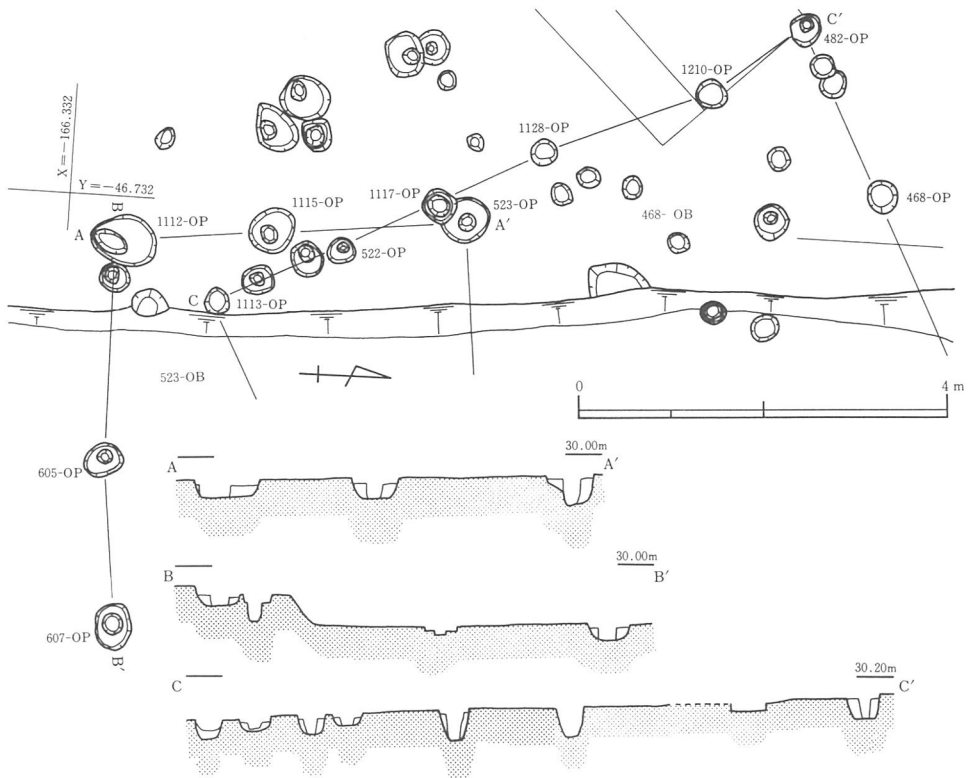 C′
482-OP
1210-OP
X=−166.332
1128-OP
Y=−46.732
B
1117-OP
468-OP
1115-OP
523-OP
A
1112-OP
A′
468-OB
522-OP
C
1113-OP
523-OB
0
4 m
605-OP
30.00m
A
A′
30.00m
B
B′
607-OP
B′
30.20m
C
C′